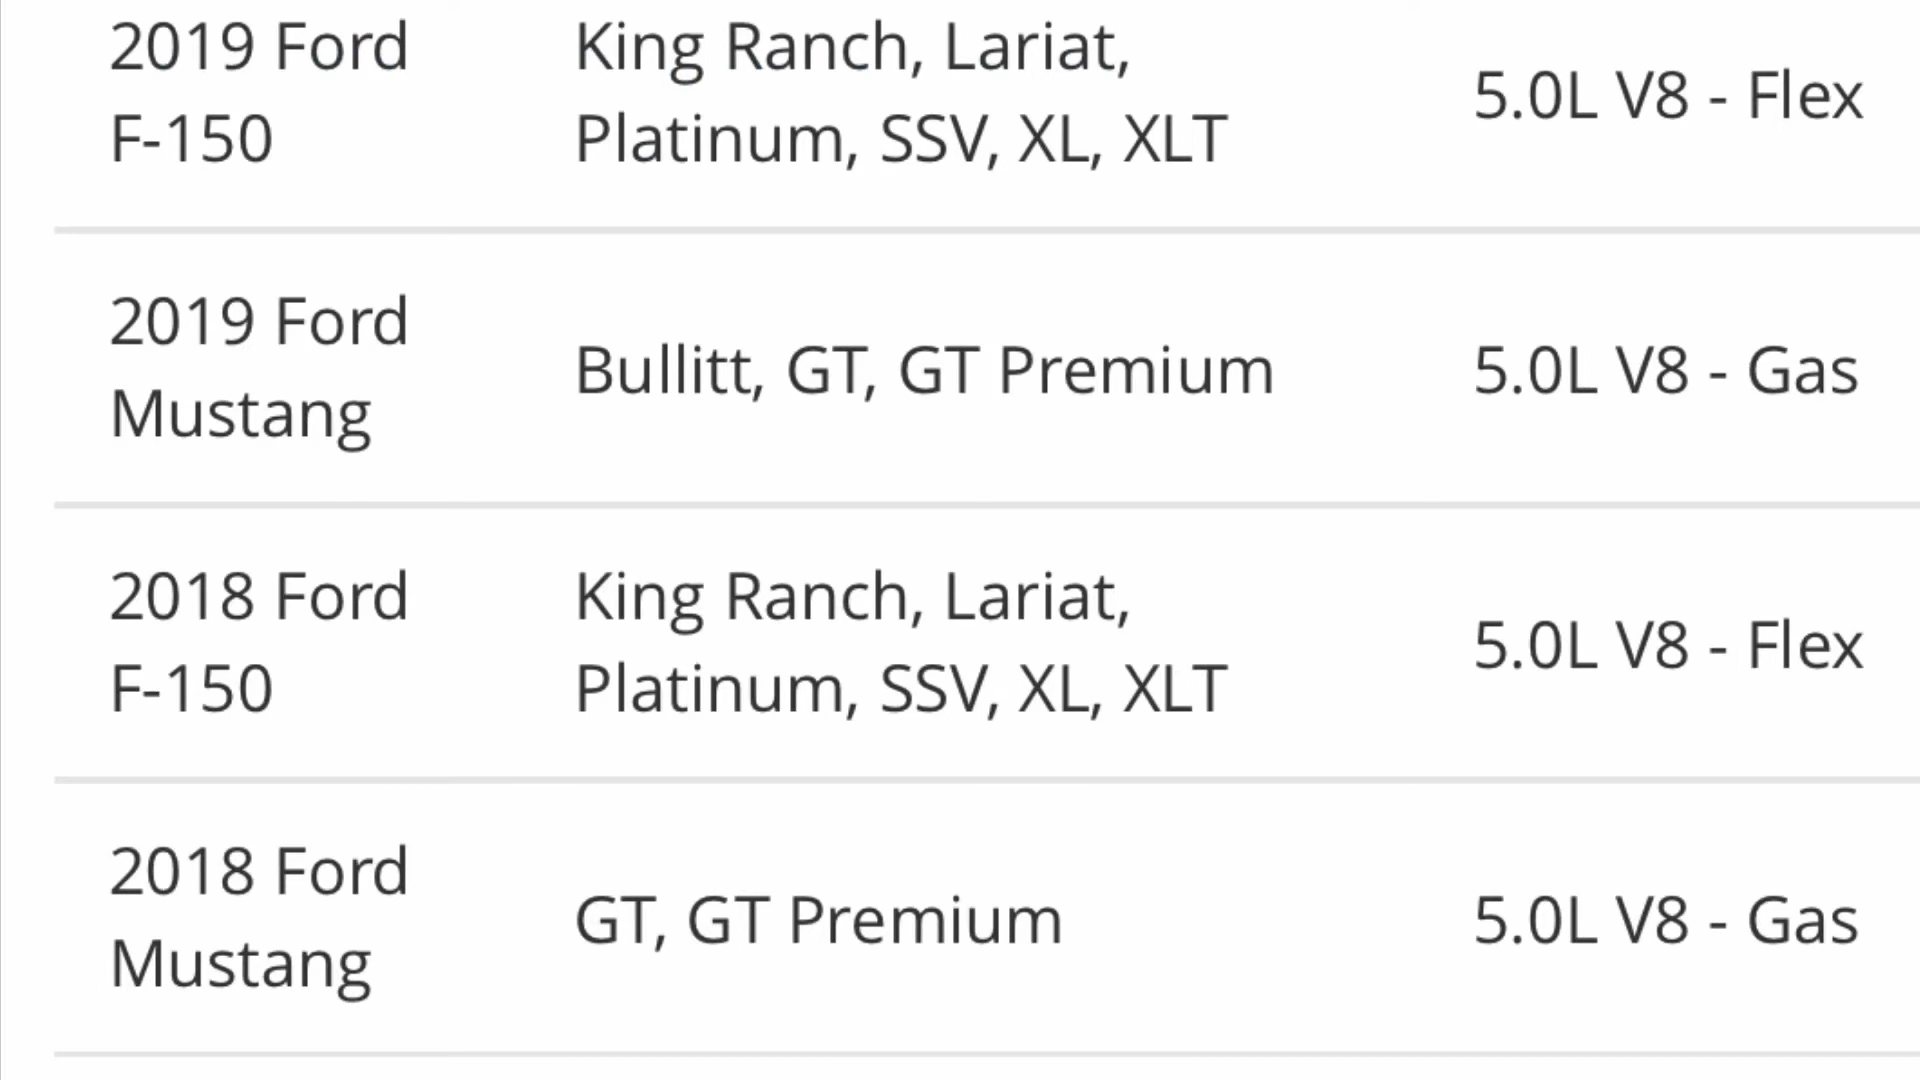 2019 Ford
F-150
King Ranch, Lariat,
Platinum, SSV, XL, XLT
5.0L V8 - Flex
2019 Ford
Mustang
Bullitt, GT, GT Premium
5.0L V8 - Gas
2018 Ford
F-150
King Ranch, Lariat,
Platinum, SSV, XL, XLT
5.0L V8 - Flex
2018 Ford
Mustang
GT, GT Premium
5.0L V8 - Gas